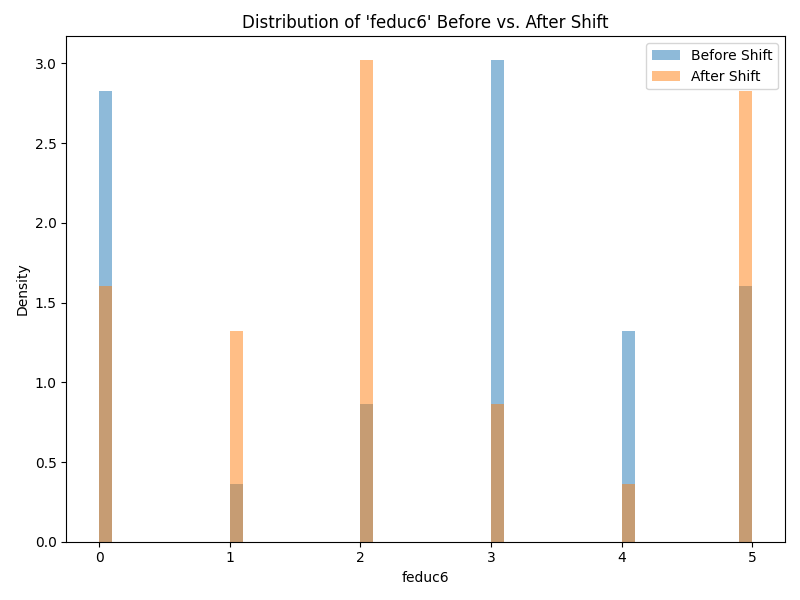 Distribution of 'feduc6' Before vs. After Shift
Before Shift
After Shift
Density
3.0
2.5
2.0
1.5
1.0
0.5
0.0
0 1 2 3 4 5
feduc6